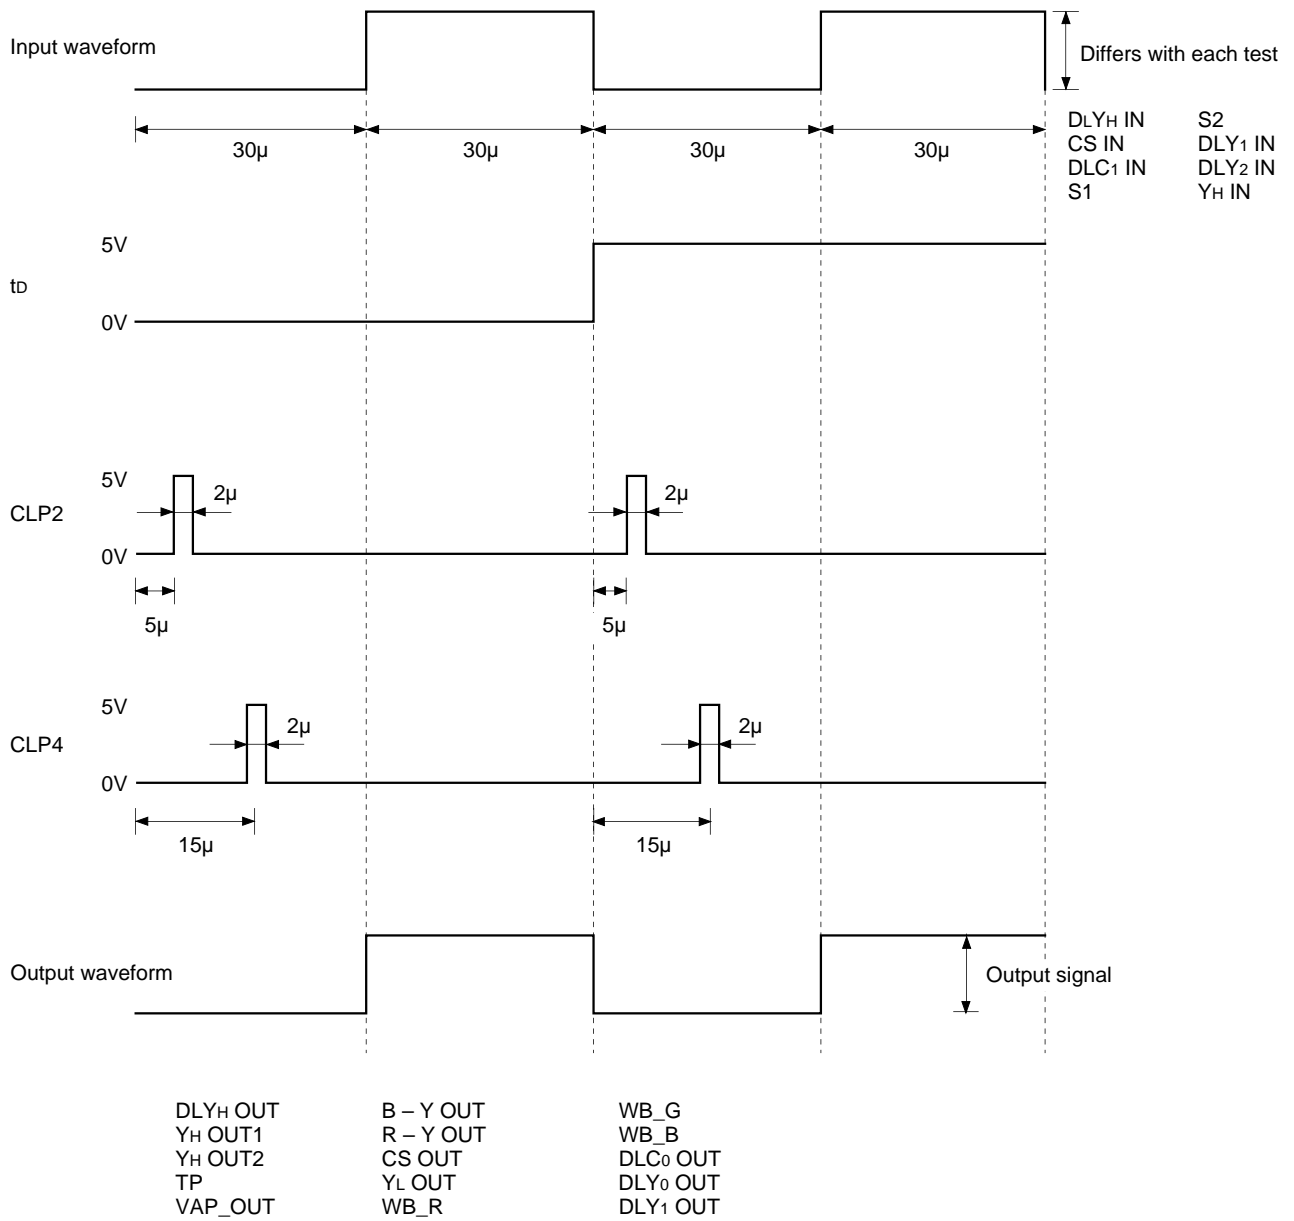 Input waveform
Differs with each test
30µ 30µ 30µ 30µ
DLYH IN S2
CS IN DLY1 IN
DLC1 IN DLY2 IN
S1 YH IN
5V
tD
0V
5V
2µ 2µ
CLP2
0V
5µ 5µ
5V
2µ 2µ
CLP4
0V
15µ 15µ
Output waveform
Output signal
DLYH OUT B – Y OUT WB_G
YH OUT1 R – Y OUT WB_B
YH OUT2 CS OUT DLC0 OUT
TP YL OUT DLY0 OUT
VAP_OUT WB_R DLY1 OUT